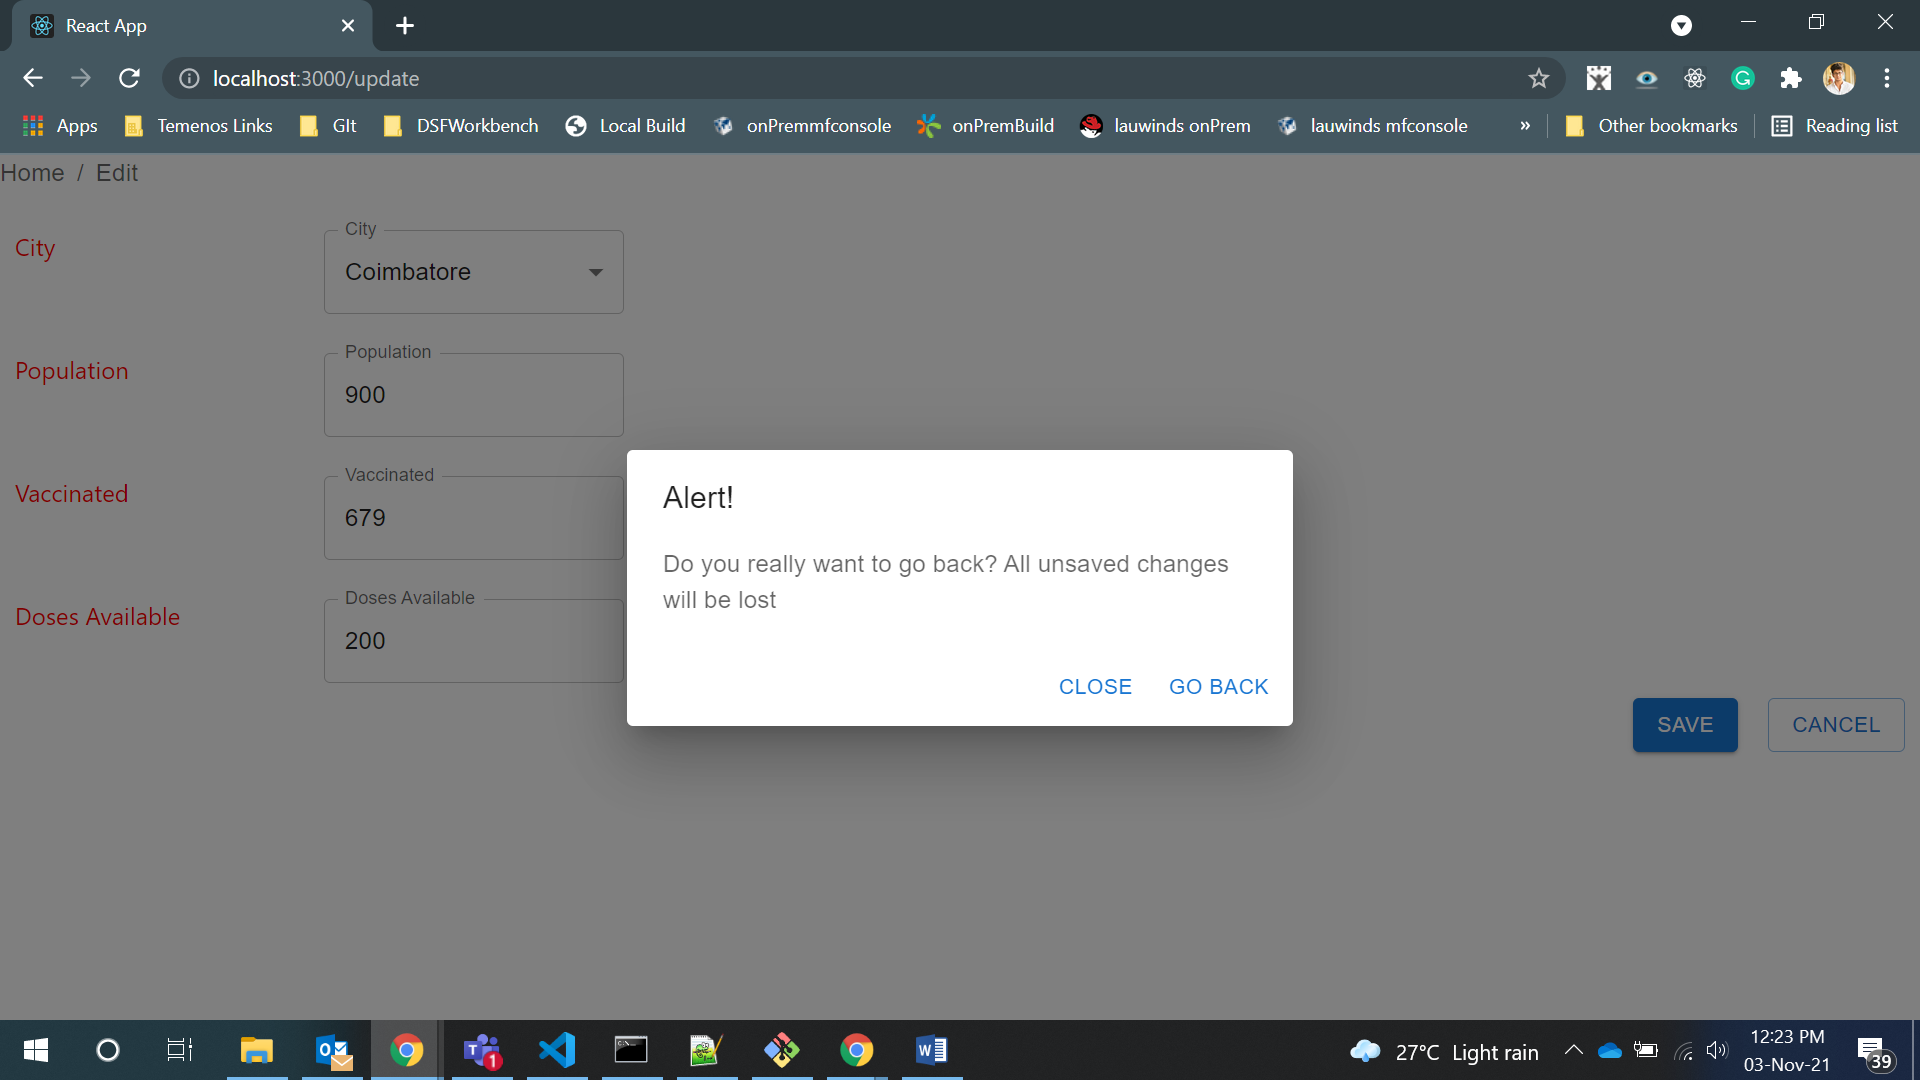 React App
localhost:3000/update
Apps Temenos Links GIt DSFWorkbench Local Build onPremmfconsole onPremBuild lauwinds onPrem lauwinds mfconsole » Other bookmarks Reading list
Home / Edit
City
City
Coimbatore
Population
Population
900
Vaccinated
Vaccinated
679
Doses Available
Doses Available
200
Alert!
Do you really want to go back? All unsaved changes
will be lost
CLOSE GO BACK
SAVE CANCEL
27°C Light rain
12:23 PM
03-Nov-21
39
1